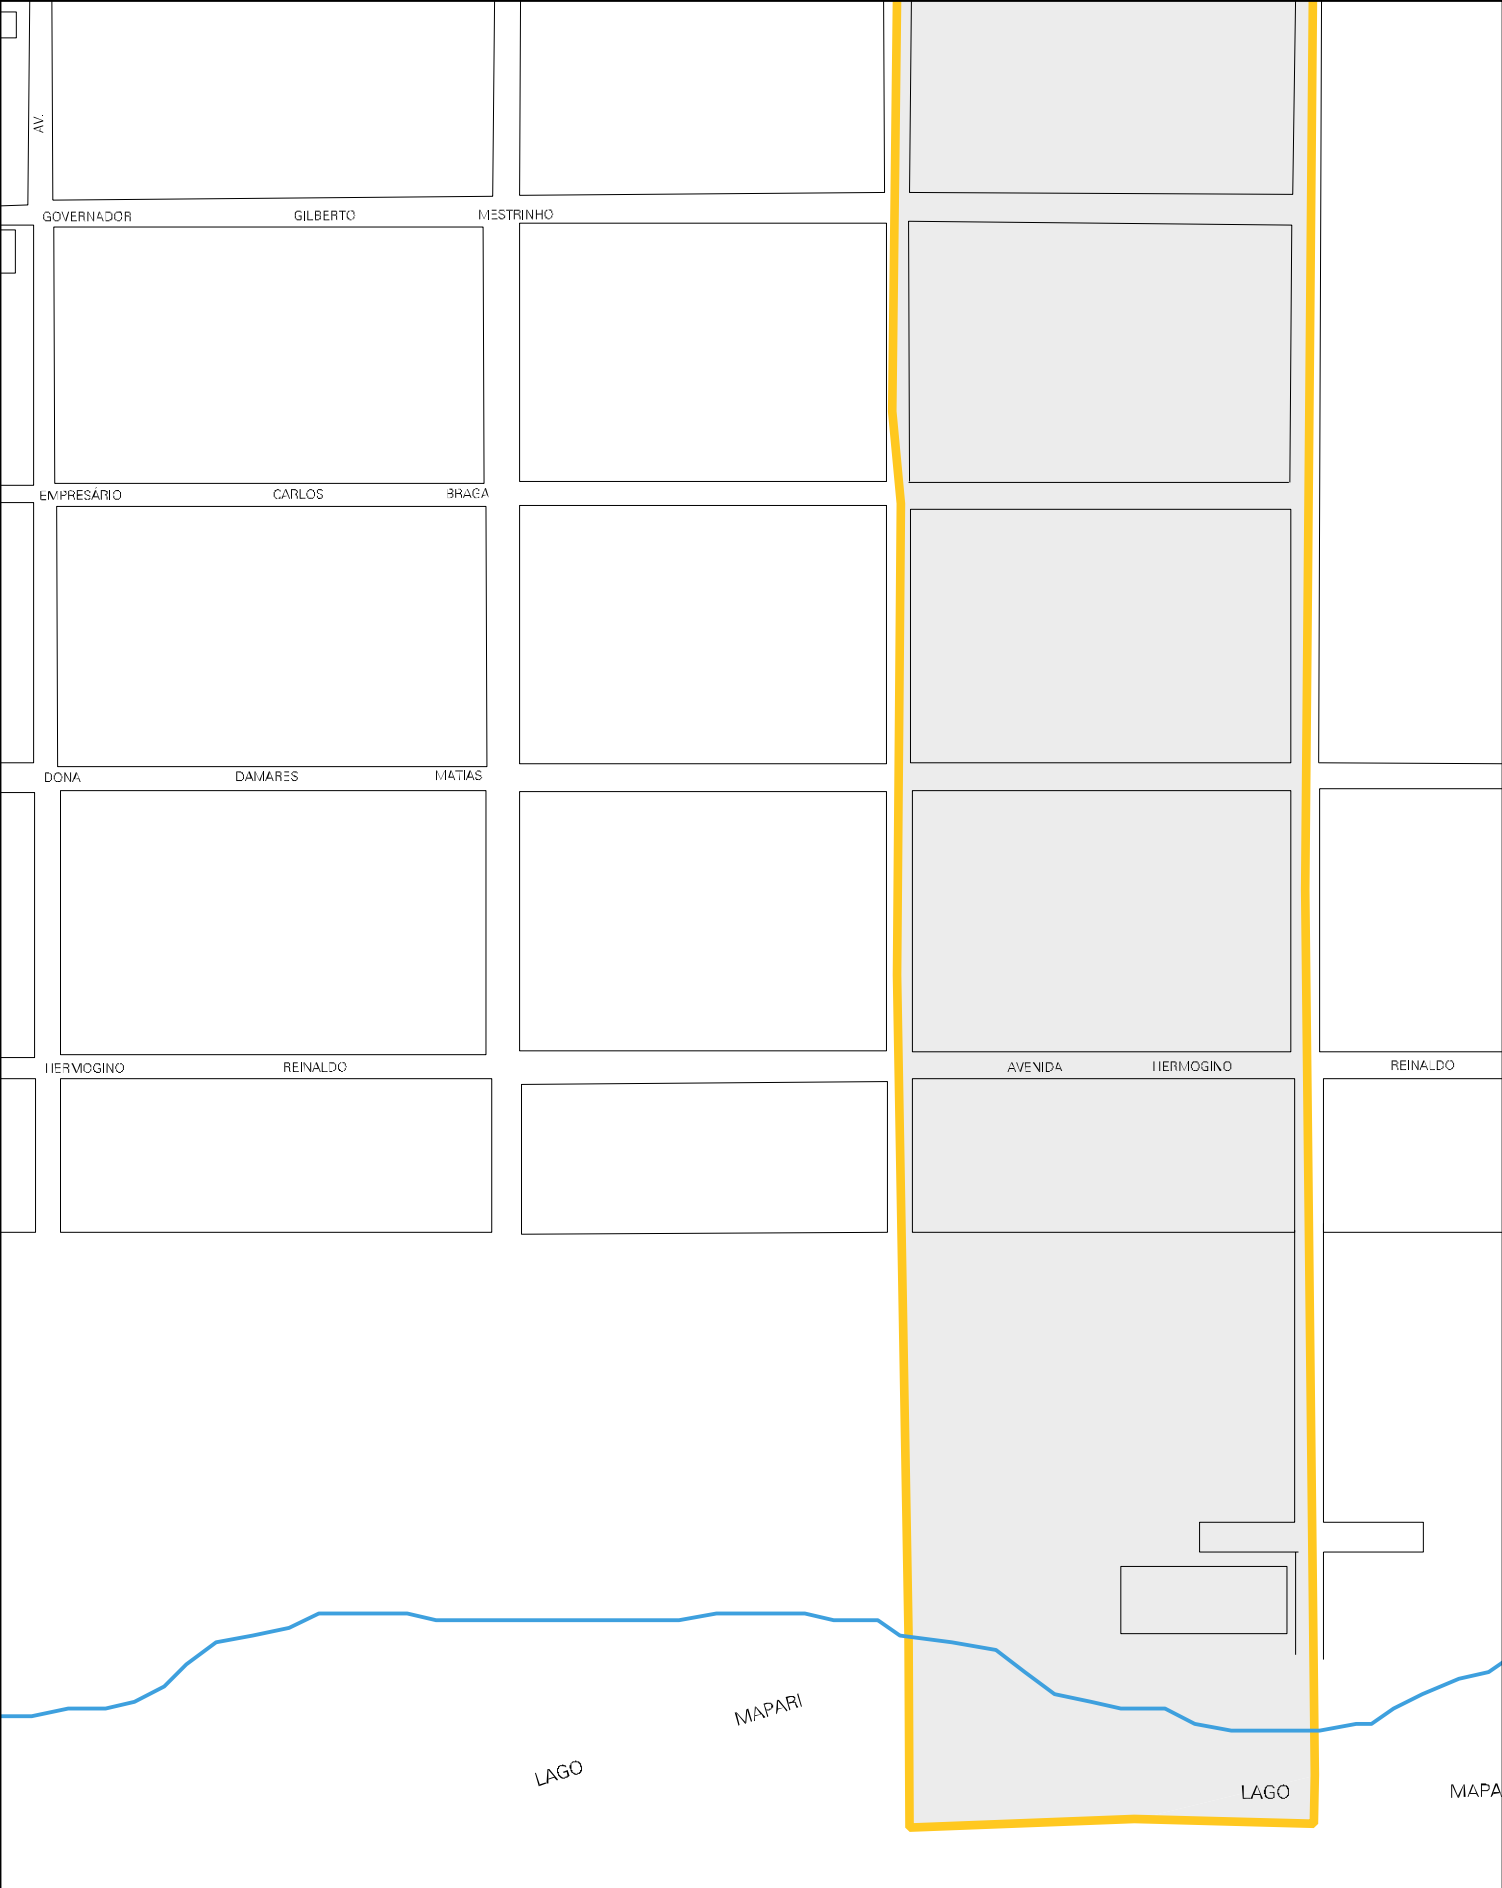 AV.
GOVERNADOR GILBERTO MESTRINHO
EMPRESÁRIO CARLOS BRAGA
DONA DAMARES MATIAS
HERMOGINO REINALDO AVENIDA HERMOGINO REINALDO
MAPARI
LAGO
LAGO MAPA